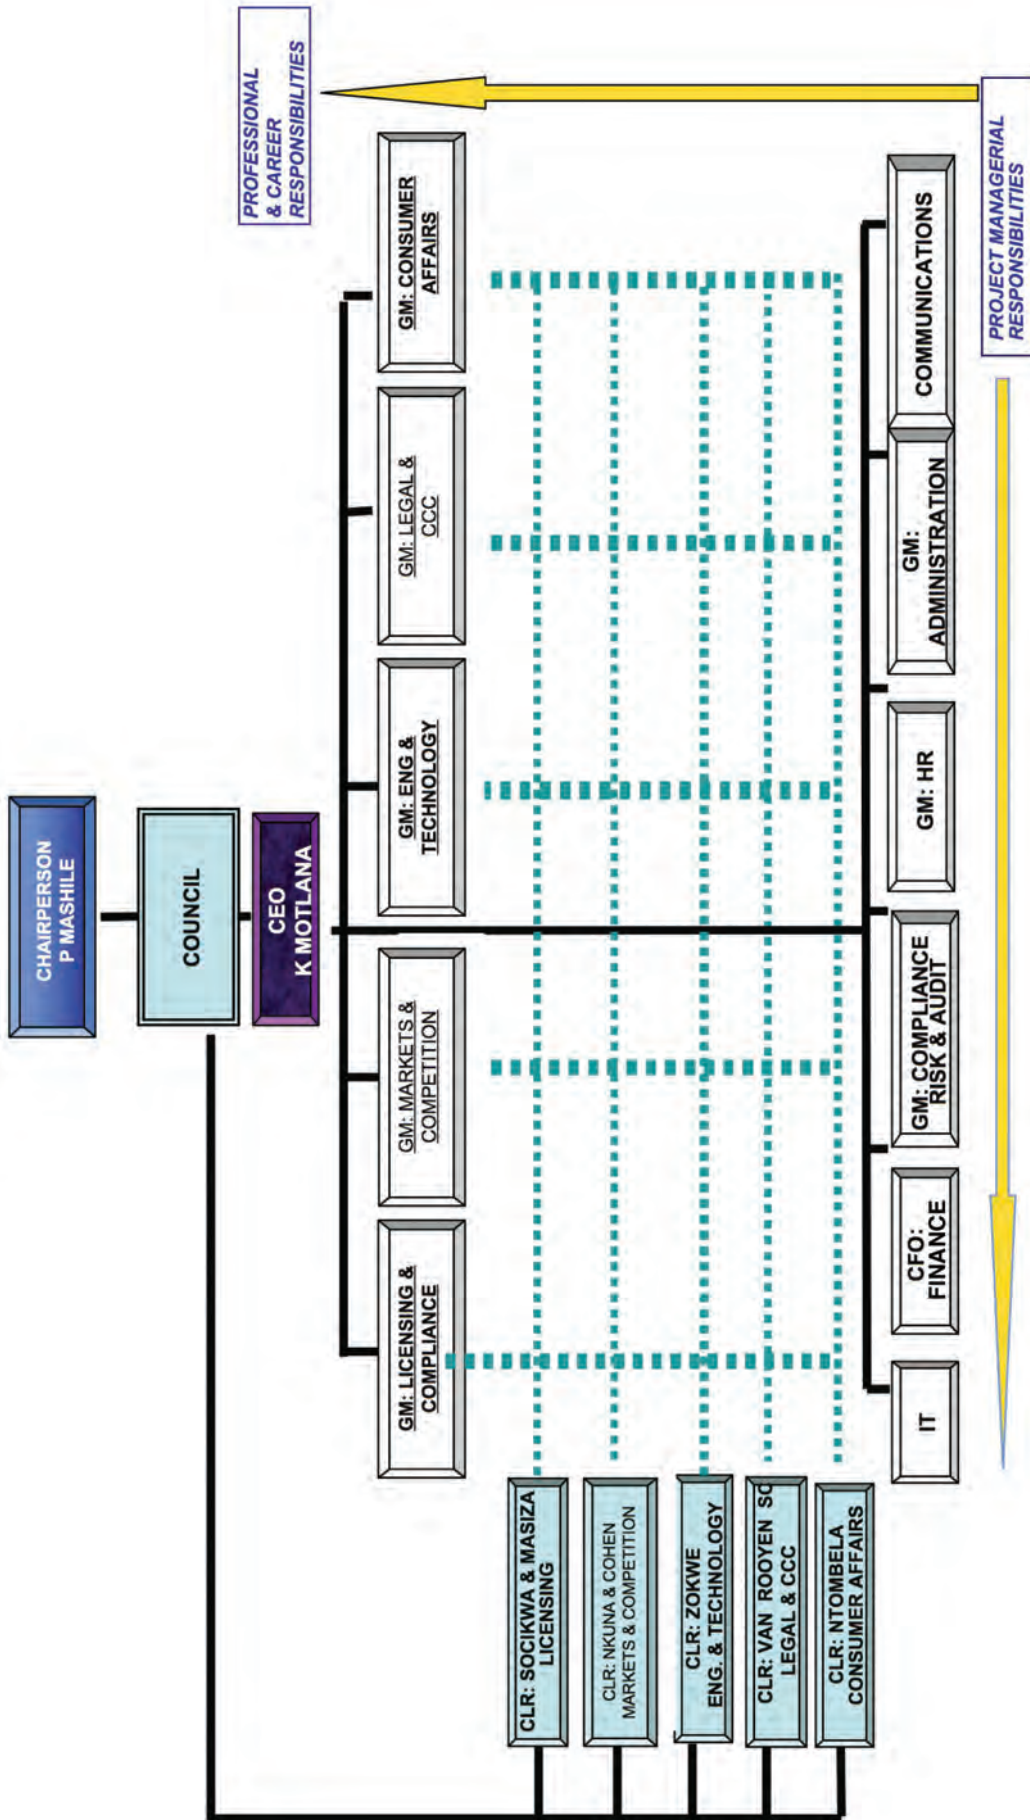 CHAIRPERSON
P MASHILE
COUNCIL
CEO
K MOTLANA
PROFESSIONAL
& CAREER
RESPONSIBILITIES
GM: LICENSING &
COMPLIANCE
GM: MARKETS &
COMPETITION
GM: ENG &
TECHNOLOGY
GM: LEGAL &
CCC
GM: CONSUMER
AFFAIRS
CLR: SOCIKWA & MASIZA
LICENSING
CLR: NKUNA & COHEN
MARKETS & COMPETITION
CLR: ZOKWE
ENG. & TECHNOLOGY
CLR: VAN ROOYEN SC
LEGAL & CCC
CLR: NTOMBELA
CONSUMER AFFAIRS
IT
CFO:
FINANCE
GM: COMPLIANCE
RISK & AUDIT
GM: HR
GM:
ADMINISTRATION
COMMUNICATIONS
PROJECT MANAGERIAL
RESPONSIBILITIES